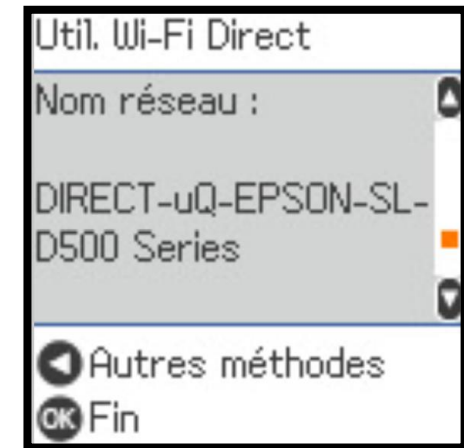 Util. Wi-Fi Direct
Nom réseau :
DIRECT-uQ-EPSON-SL-
D500 Series
Autres méthodes
OK Fin